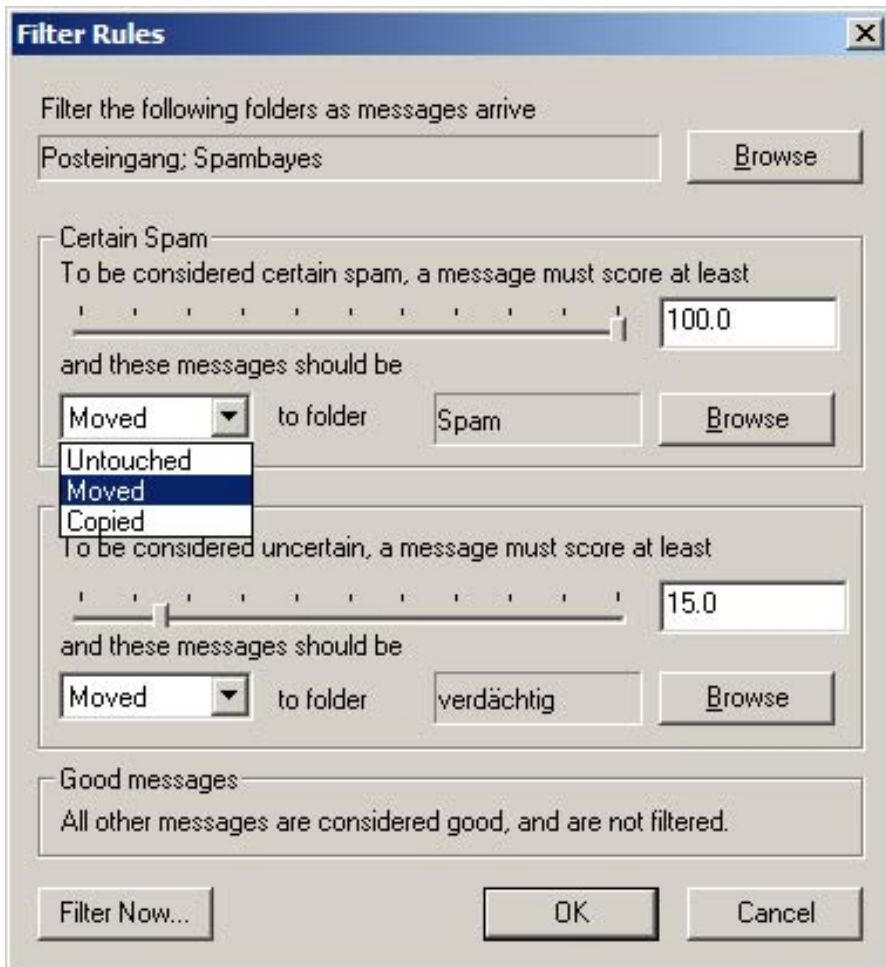 Filter Rules
Filter the following folders as messages arrive
Posteingang; Spambayes
Browse
Certain Spam
To be considered certain spam, a message must score at least
100.0
and these messages should be
Moved to folder Spam Browse
Untouched
Moved
Copied
To be considered uncertain, a message must score at least
15.0
and these messages should be
Moved to folder verdächtig Browse
Good messages
All other messages are considered good, and are not filtered.
Filter Now... OK Cancel